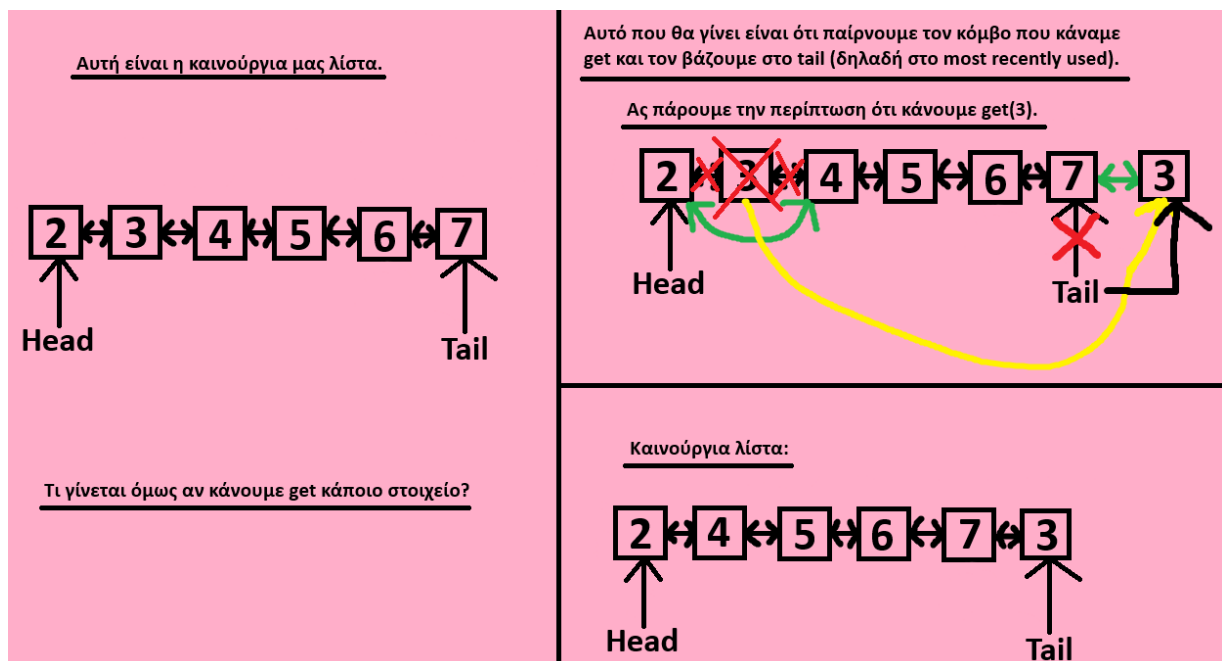 Αυτή είναι η καινούργια μας λίστα.
2 3 4 5 6 7
Head
Tail
Τι γίνεται όμως αν κάνουμε get κάποιο στοιχείο?
Αυτό που θα γίνει είναι ότι παίρνουμε τον κόμβο που κάναμε
get και τον βάζουμε στο tail (δηλαδή στο most recently used).
Ας πάρουμε την περίπτωση ότι κάνουμε get(3).
2 3 4 5 6 7 3
Head
Tail
Καινούργια λίστα:
2 4 5 6 7 3
Head
Tail